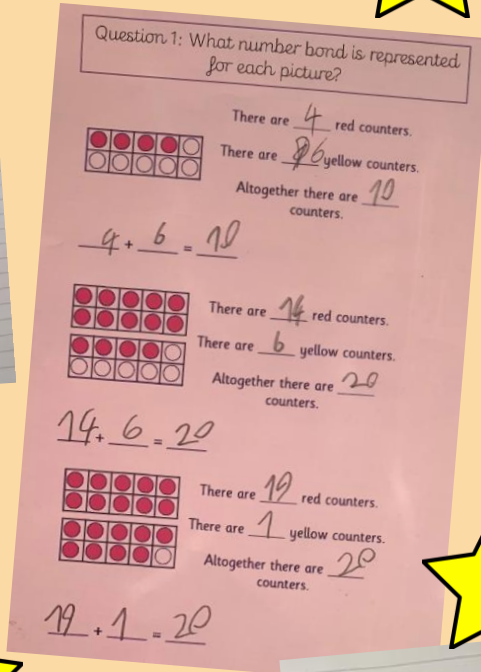 Question 1: What number bond is represented
for each picture?
There are 4 red counters.
There are 6 yellow counters.
Altogether there are 10
counters.
4 + 6 = 10
There are 14 red counters.
There are 6 yellow counters.
Altogether there are 20
counters.
14 + 6 = 20
There are 19 red counters.
There are 1 yellow counters.
Altogether there are 20
counters.
19 + 1 = 20